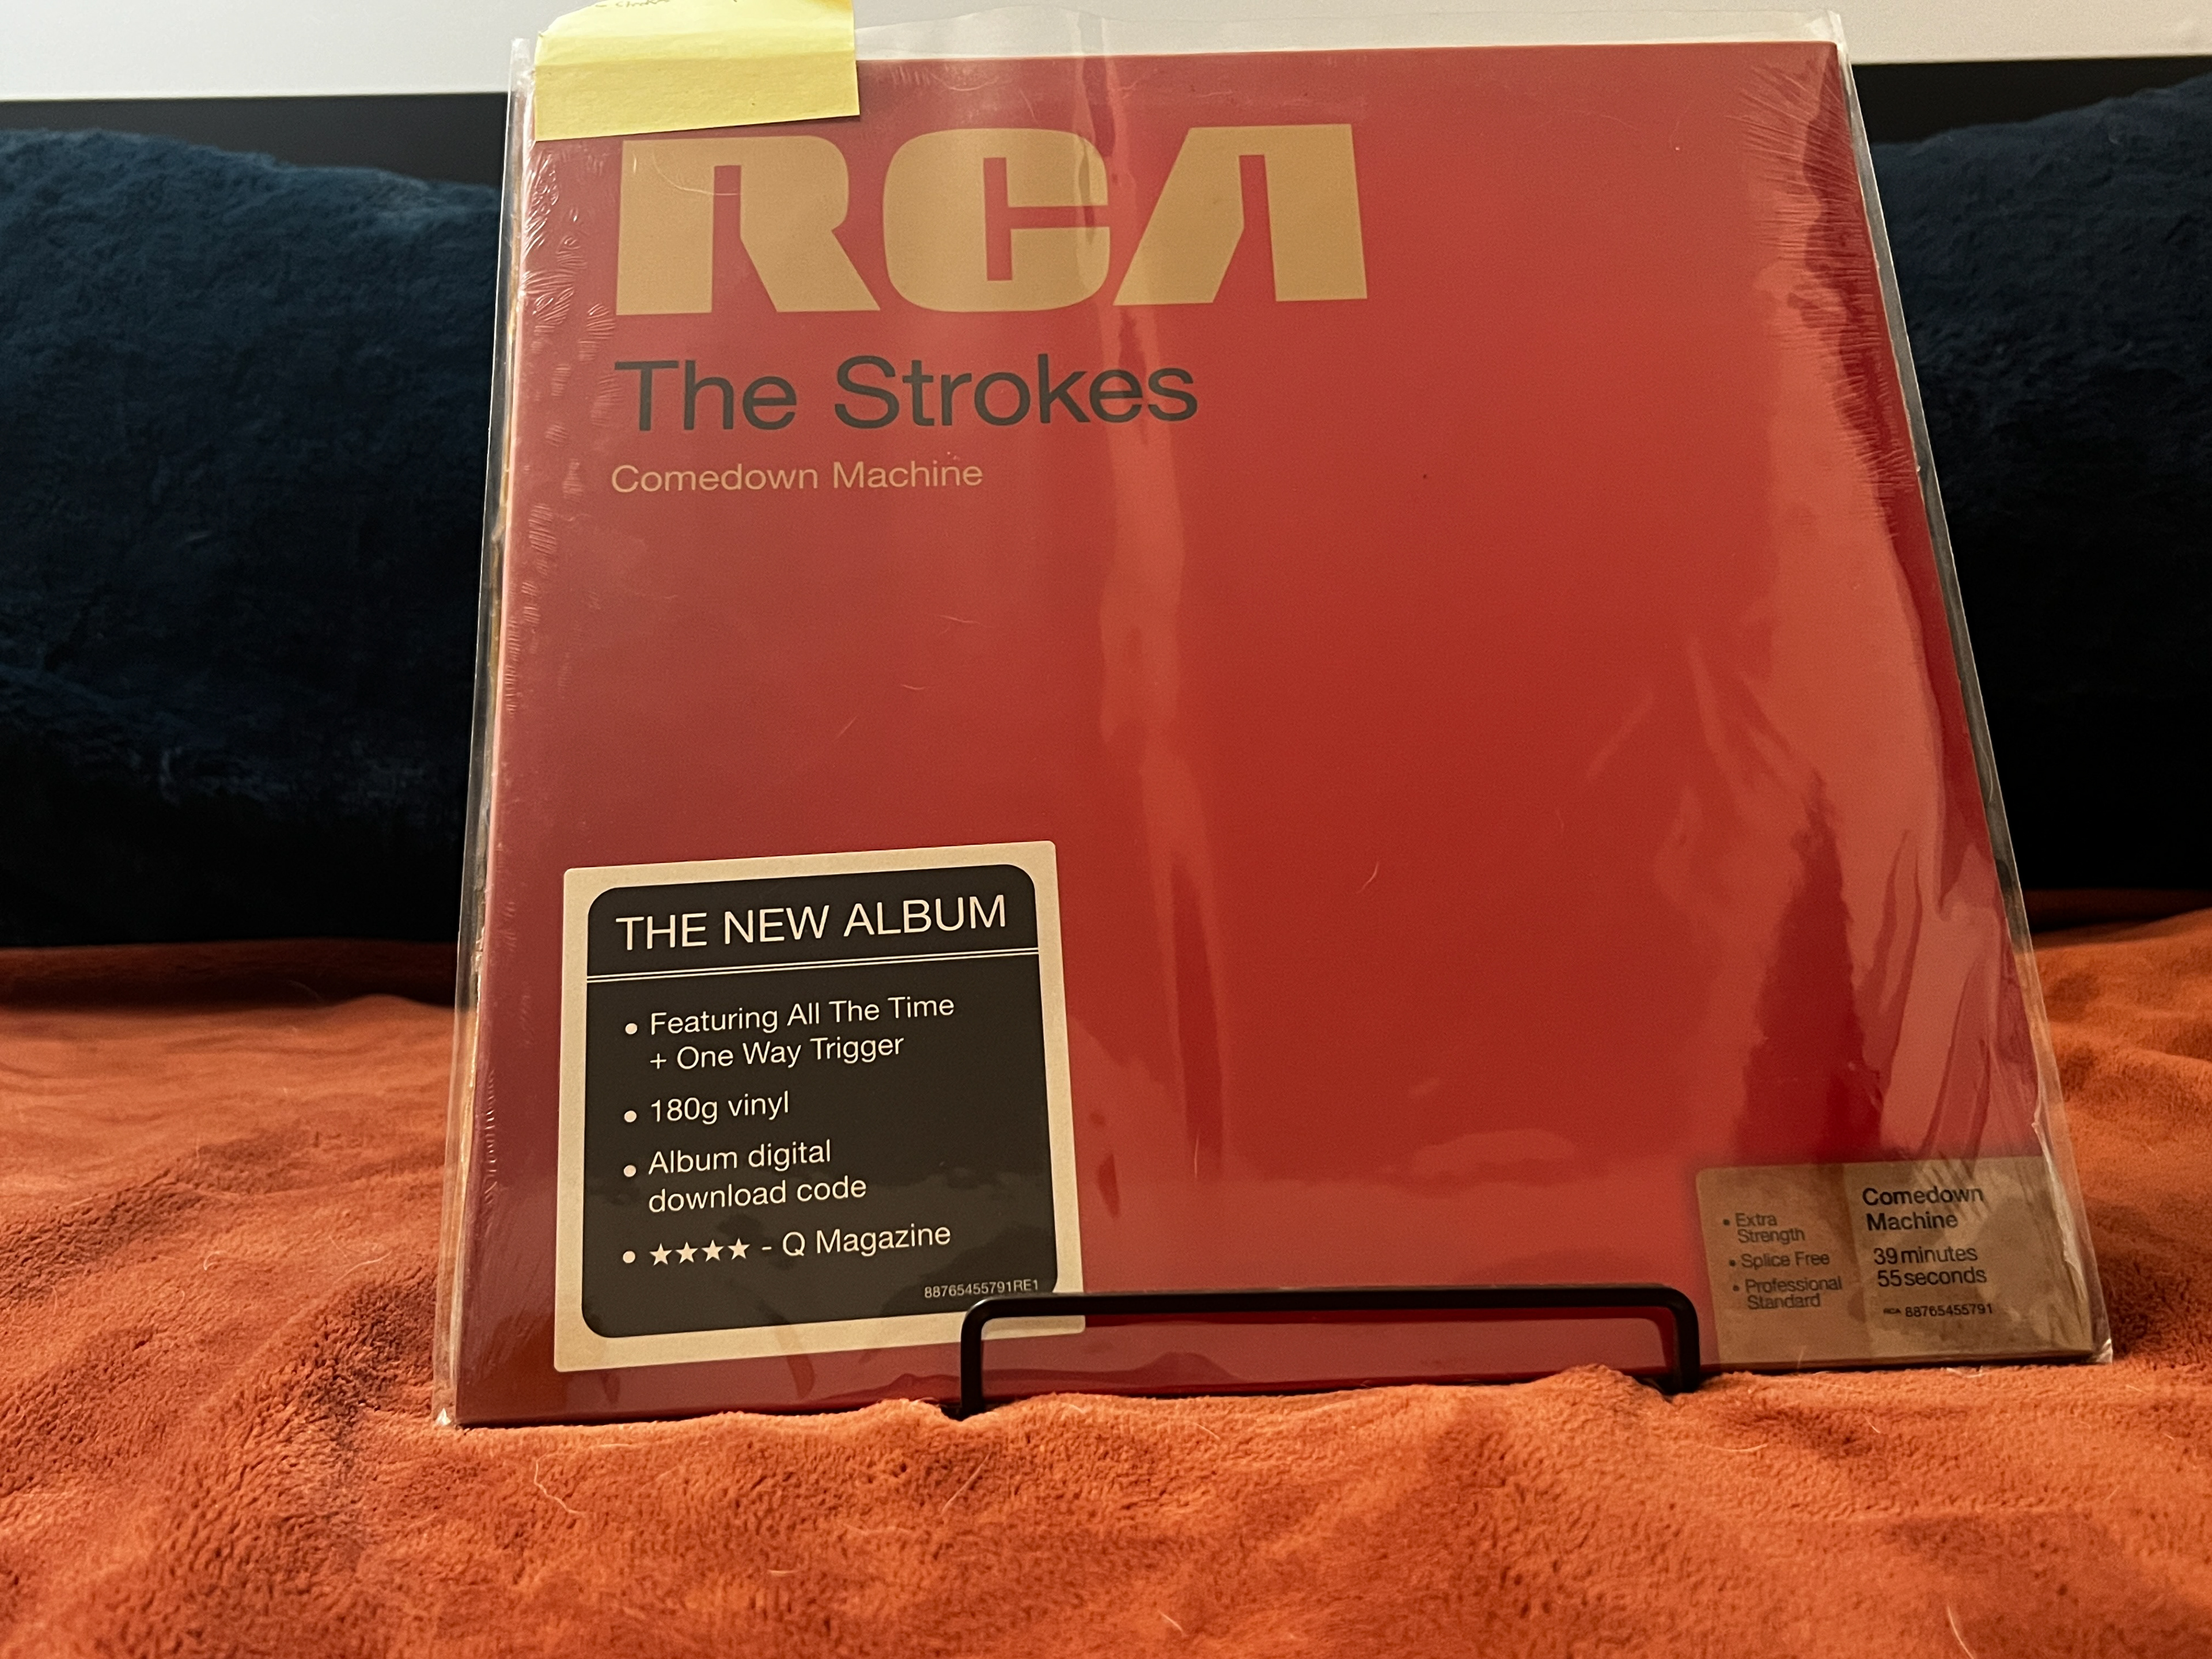 RCA
The Strokes
Comedown Machine
THE NEW ALBUM
• Featuring All The Time
+ One Way Trigger
• 180g vinyl
• Album digital
download code
• ★★★★ - Q Magazine
88765455791RE1
• Extra
Strength
• Splice Free
• Professional
Standard
Comedown
Machine
39 minutes
55 seconds
RCA 88765455791